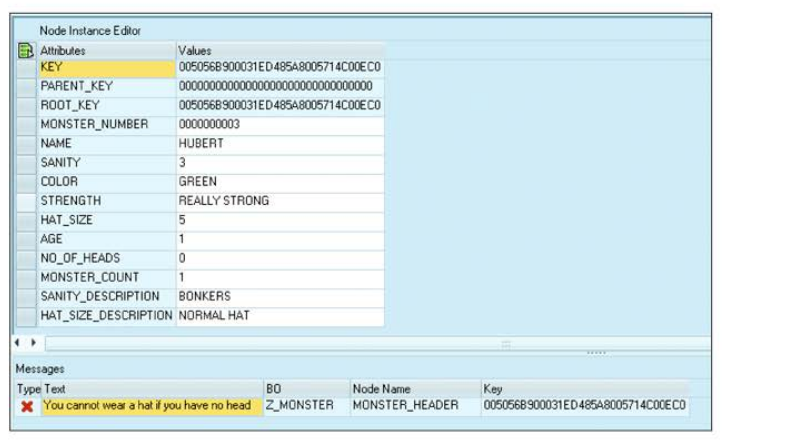 Node Instance Editor
Attributes Values
KEY 005056B900031ED485A8005714C00EC0
PARENT_KEY 00000000000000000000000000000000
ROOT_KEY 005056B900031ED485A8005714C00EC0
MONSTER_NUMBER 0000000003
NAME HUBERT
SANITY 3
COLOR GREEN
STRENGTH REALLY STRONG
HAT_SIZE 5
AGE 1
NO_OF_HEADS 0
MONSTER_COUNT 1
SANITY_DESCRIPTION BONKERS
HAT_SIZE_DESCRIPTION NORMAL HAT
Messages
Type Text BO Node Name Key
You cannot wear a hat if you have no head Z_MONSTER MONSTER_HEADER 005056B900031ED485A8005714C00EC0